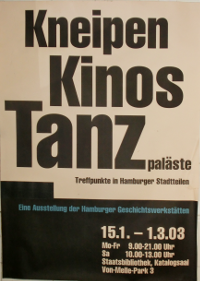 Kneipen
Kinos
Tanz
paläste
Treffpunkte in Hamburger Stadtteilen
Eine Ausstellung der Hamburger Geschichtswerkstätten
15.1. – 1.3.03
Mo-Fr 9.00-21.00 Uhr
Sa 10.00-13.00 Uhr
Staatsbibliothek, Katalogsaal
Von-Melle-Park 3